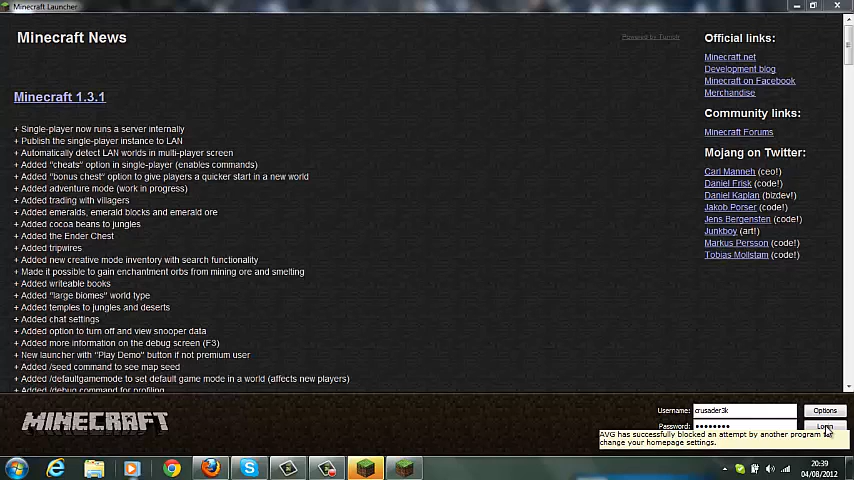 Minecraft Launcher
Minecraft News
Powered by Tumblr
Minecraft 1.3.1
+ Single-player now runs a server internally
+ Publish the single-player instance to LAN
+ Automatically detect LAN worlds in multi-player screen
+ Added "cheats" option in single-player (enables commands)
+ Added "bonus chest" option to give players a quicker start in a new world
+ Added adventure mode (work in progress)
+ Added trading with villagers
+ Added emeralds, emerald blocks and emerald ore
+ Added cocoa beans to jungles
+ Added the Ender Chest
+ Added tripwires
+ Added new creative mode inventory with search functionality
+ Made it possible to gain enchantment orbs from mining ore and smelting
+ Added writeable books
+ Added "large biomes" world type
+ Added temples to jungles and deserts
+ Added chat settings
+ Added option to turn off and view snooper data
+ Added more information on the debug screen (F3)
+ New launcher with "Play Demo" button if not premium user
+ Added /seed command to see map seed
+ Added /defaultgamemode to set default game mode in a world (affects new players)
+ Added /debug command for profiling
Official links:
Minecraft.net
Development blog
Minecraft on Facebook
Merchandise
Community links:
Minecraft Forums
Mojang on Twitter:
Carl Manneh (ceo!)
Daniel Frisk (code!)
Daniel Kaplan (bizdev!)
Jakob Porser (code!)
Jens Bergensten (code!)
Junkboy (art!)
Markus Persson (code!)
Tobias Mollstam (code!)
MINECRAFT
Username: crusader3k Options
Password: •••••••• Login
AVG has successfully blocked an attempt by another program
change your homepage settings.
20:39
04/08/2012